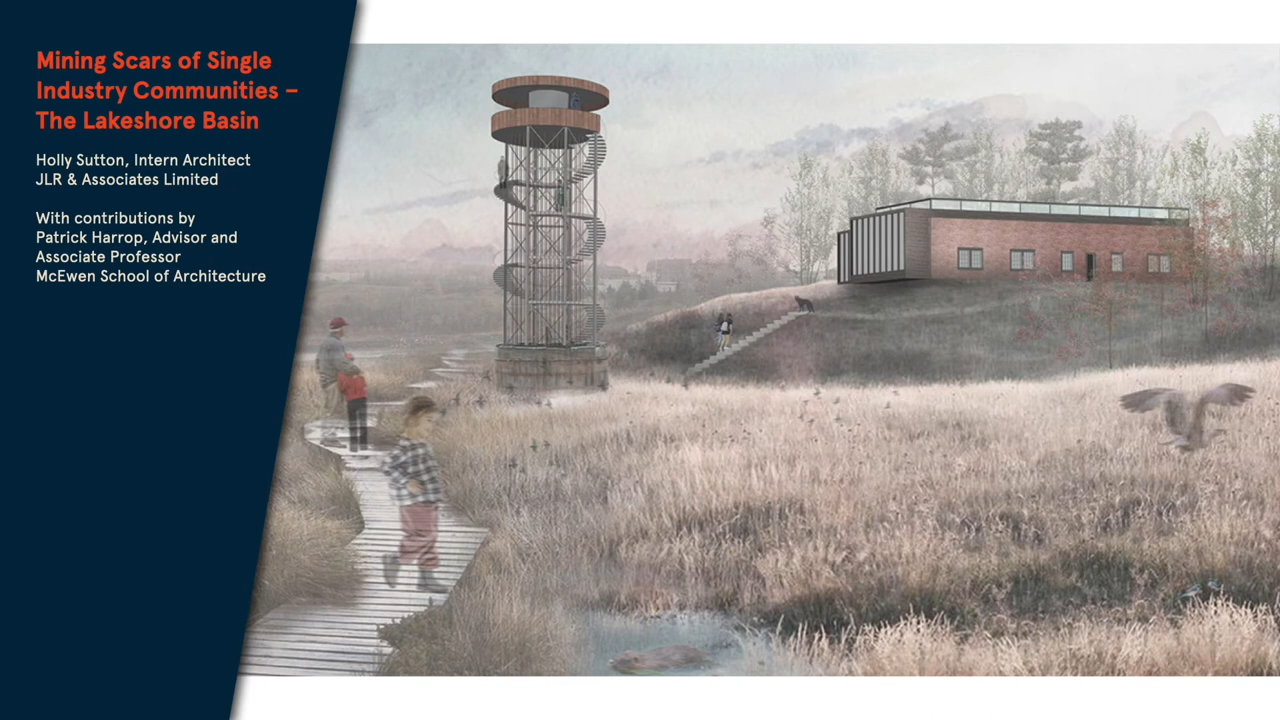 Mining Scars of Single
Industry Communities –
The Lakeshore Basin
Holly Sutton, Intern Architect
JLR & Associates Limited
With contributions by
Patrick Harrop, Advisor and
Associate Professor
McEwen School of Architecture